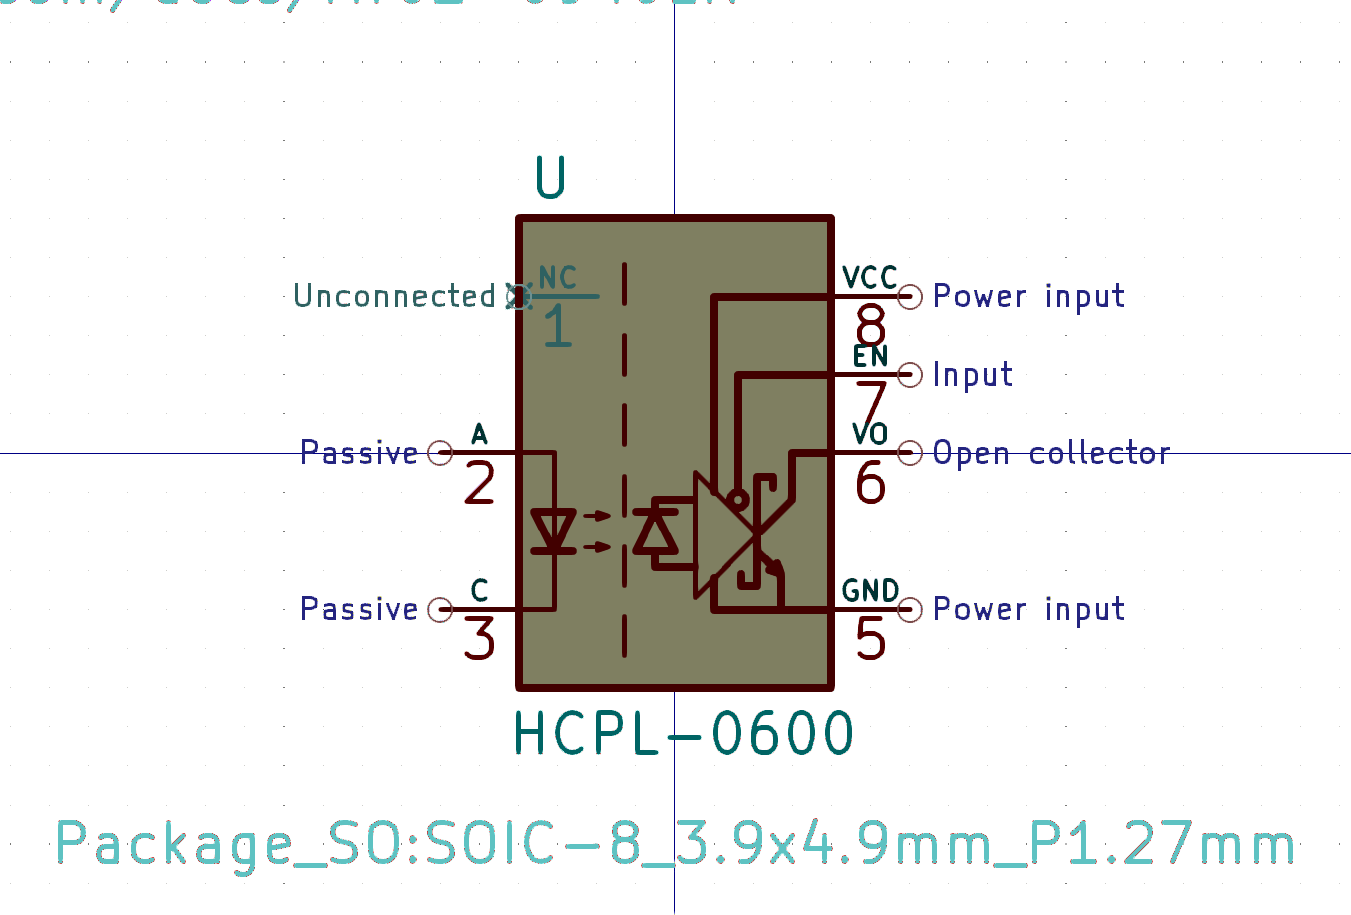 U
Unconnected NC 1
VCC 8 Power input
EN 7 Input
Passive A 2
VO 6 Open collector
Passive C 3
GND 5 Power input
HCPL-0600
Package_SO:SOIC-8_3.9x4.9mm_P1.27mm